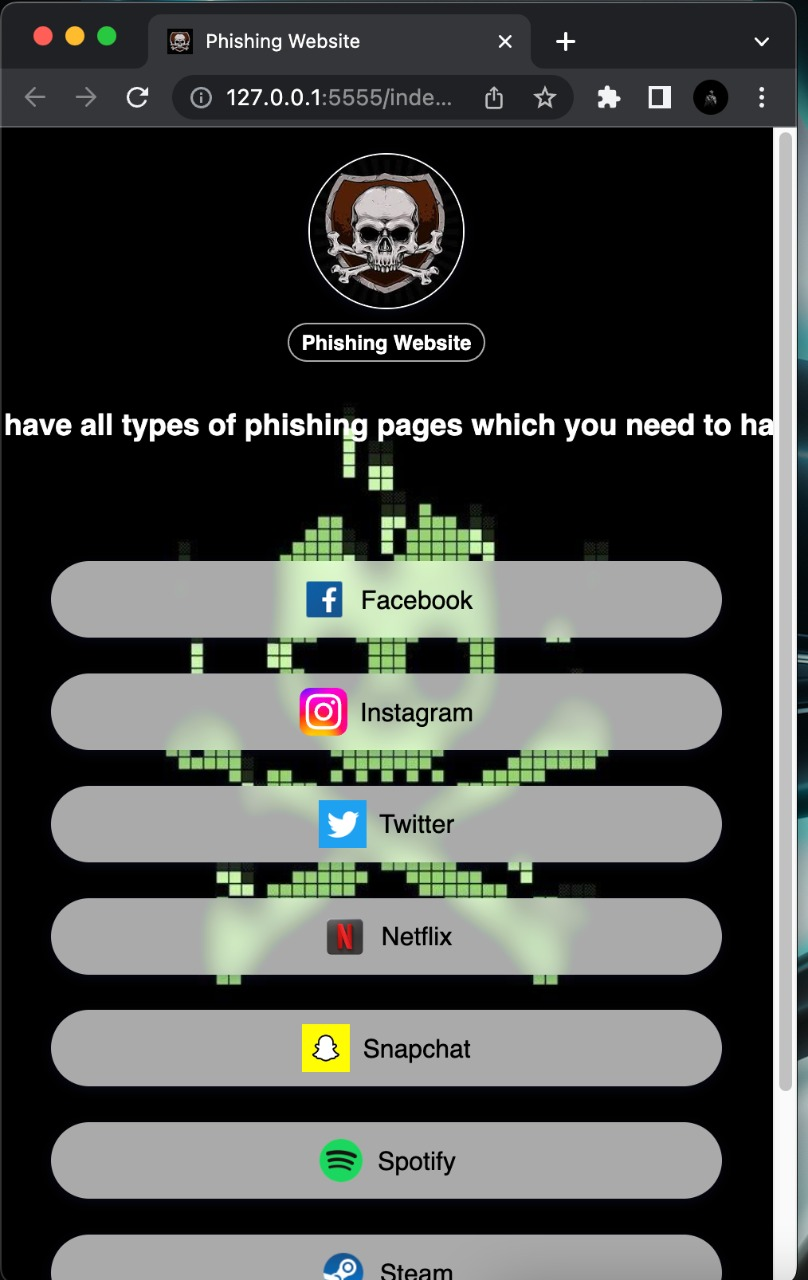 Phishing Website
127.0.0.1:5555/inde...
Phishing Website
have all types of phishing pages which you need to ha
Facebook
Instagram
Twitter
Netflix
Snapchat
Spotify
Steam